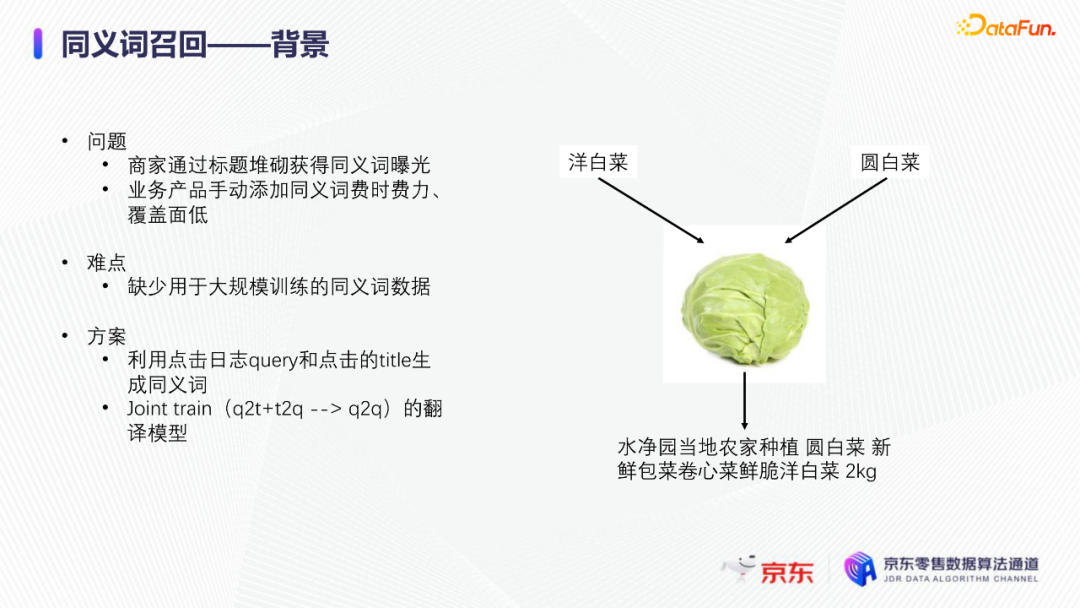 同义词召回——背景
DataFun.
• 问题
• 商家通过标题堆砌获得同义词曝光
• 业务产品手动添加同义词费时费力、
覆盖面低
• 难点
• 缺少用于大规模训练的同义词数据
• 方案
• 利用点击日志query和点击的title生
成同义词
• Joint train（q2t+t2q --> q2q）的翻
译模型
洋白菜
圆白菜
水净园当地农家种植 圆白菜 新
鲜包菜卷心菜鲜脆洋白菜 2kg
京东
京东零售数据算法通道
JDR DATA ALGORITHM CHANNEL